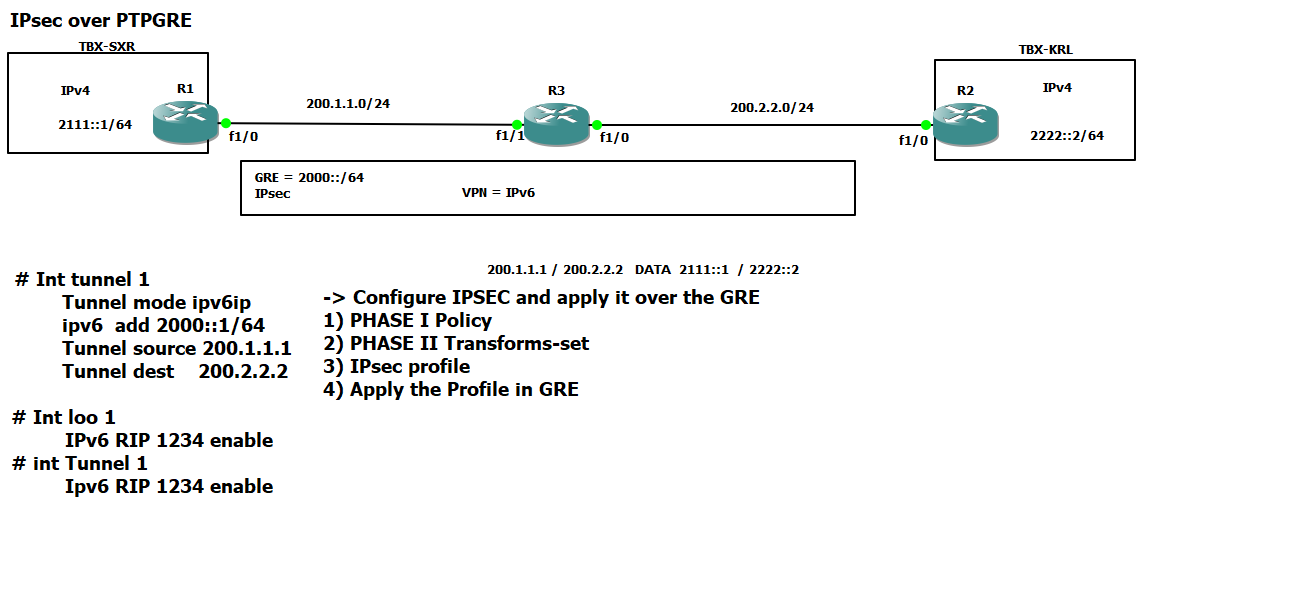 IPsec over PTPGRE
TBX-SXR
TBX-KRL
IPv4
R1
R3
R2
IPv4
200.1.1.0/24
200.2.2.0/24
2111::1/64
2222::2/64
f1/0
f1/1
f1/0
f1/0
GRE = 2000::/64
IPsec
VPN = IPv6
200.1.1.1 / 200.2.2.2 DATA 2111::1 / 2222::2
# Int tunnel 1
Tunnel mode ipv6ip
ipv6 add 2000::1/64
Tunnel source 200.1.1.1
Tunnel dest 200.2.2.2
-> Configure IPSEC and apply it over the GRE
1) PHASE I Policy
2) PHASE II Transforms-set
3) IPsec profile
4) Apply the Profile in GRE
# Int loo 1
IPv6 RIP 1234 enable
# int Tunnel 1
Ipv6 RIP 1234 enable